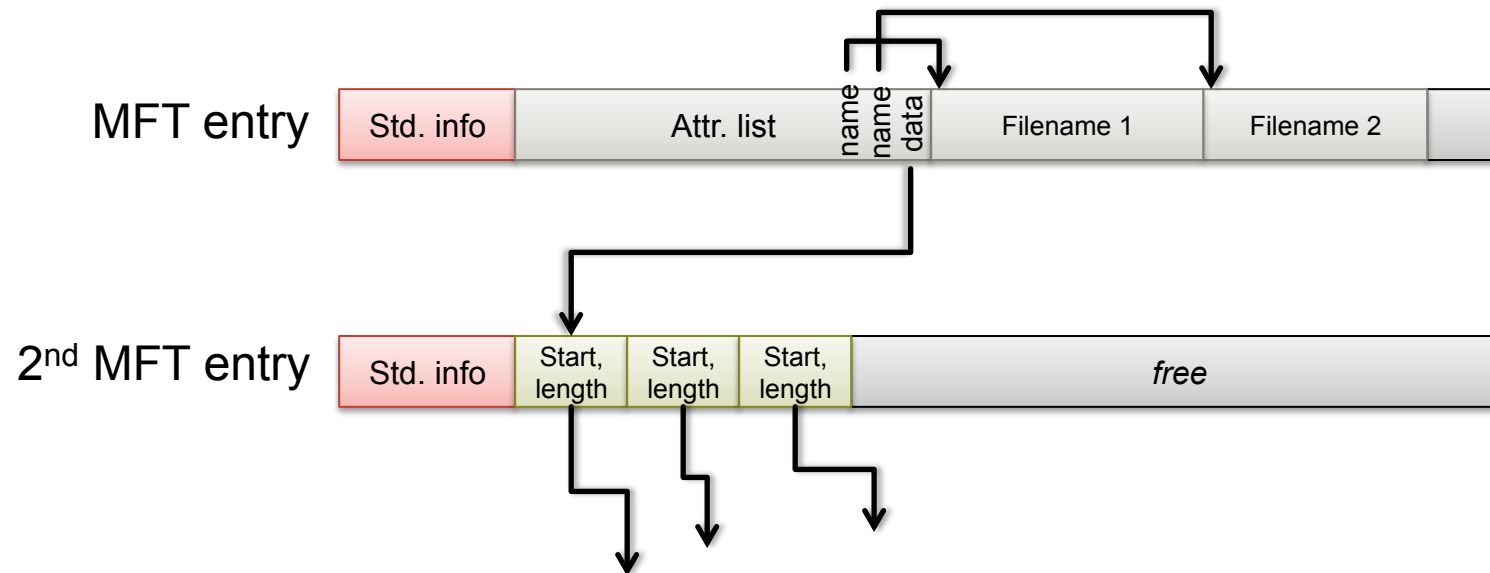 MFT entry
Std. info
Attr. list
name
name
data
Filename 1
Filename 2
2nd MFT entry
Std. info
Start,
length
Start,
length
Start,
length
free